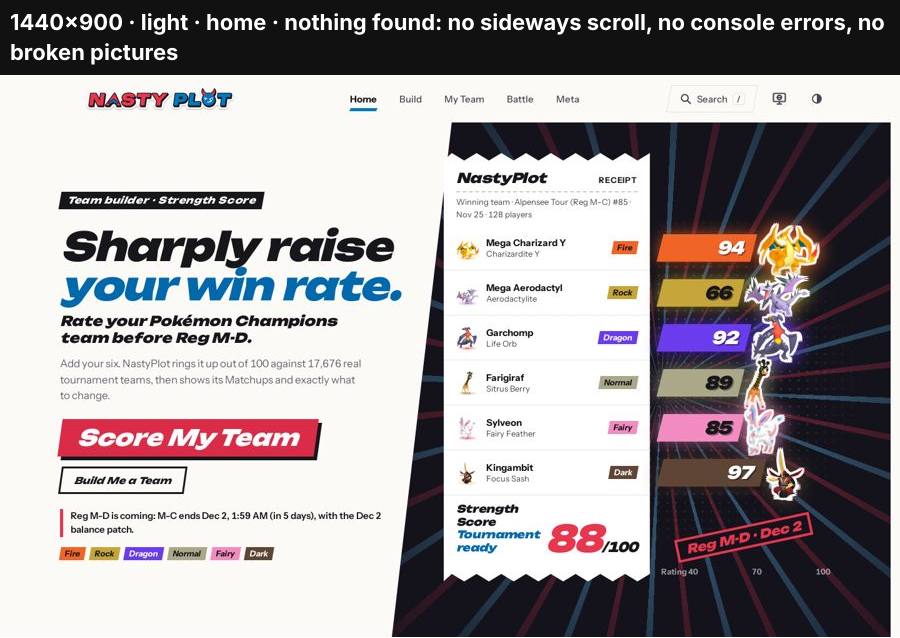 1440×900 · light · home · nothing found: no sideways scroll, no console errors, no
broken pictures
NASTY PLOT
Home
Build
My Team
Battle
Meta
Search /
Team builder · Strength Score
Sharply raise
your win rate.
Rate your Pokémon Champions
team before Reg M-D.
Add your six. NastyPlot rings it up out of 100 against 17,676 real
tournament teams, then shows its Matchups and exactly what
to change.
Score My Team
Build Me a Team
Reg M-D is coming: M-C ends Dec 2, 1:59 AM (in 5 days), with the Dec 2
balance patch.
Fire Rock Dragon Normal Fairy Dark
NastyPlot RECEIPT
Winning team · Alpensee Tour (Reg M-C) #85 ·
Nov 25 · 128 players
Mega Charizard Y
Charizardite Y
Fire
94
Mega Aerodactyl
Aerodactylite
Rock
66
Garchomp
Life Orb
Dragon
92
Farigiraf
Sitrus Berry
Normal
89
Sylveon
Fairy Feather
Fairy
85
Kingambit
Focus Sash
Dark
97
Strength
Score
Tournament
ready
88/100
Reg M-D · Dec 2
Rating 40 70 100